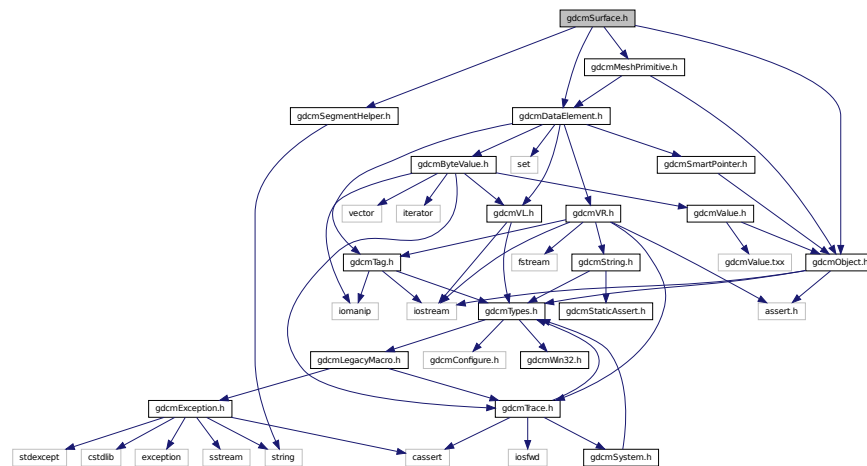 gdcmSurface.h
gdcmMeshPrimitive.h
gdcmSegmentHelper.h
gdcmDataElement.h
gdcmByteValue.h
set
gdcmSmartPointer.h
vector
iterator
gdcmVL.h
gdcmVR.h
gdcmValue.h
gdcmTag.h
fstream
gdcmString.h
gdcmValue.txx
gdcmObject.h
iomanip
iostream
gdcmTypes.h
gdcmStaticAssert.h
assert.h
gdcmLegacyMacro.h
gdcmConfigure.h
gdcmWin32.h
gdcmException.h
gdcmTrace.h
stdexcept
cstdlib
exception
sstream
string
cassert
iosfwd
gdcmSystem.h